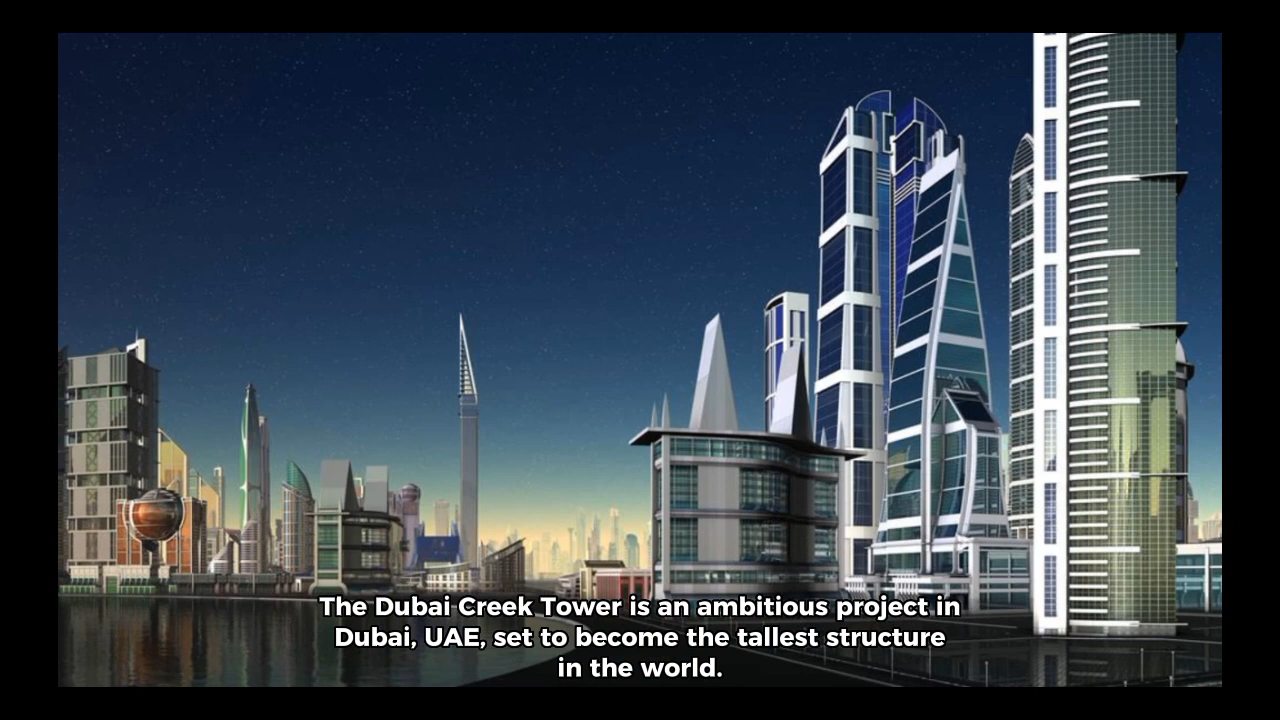 The Dubai Creek Tower is an ambitious project in
Dubai, UAE, set to become the tallest structure
in the world.